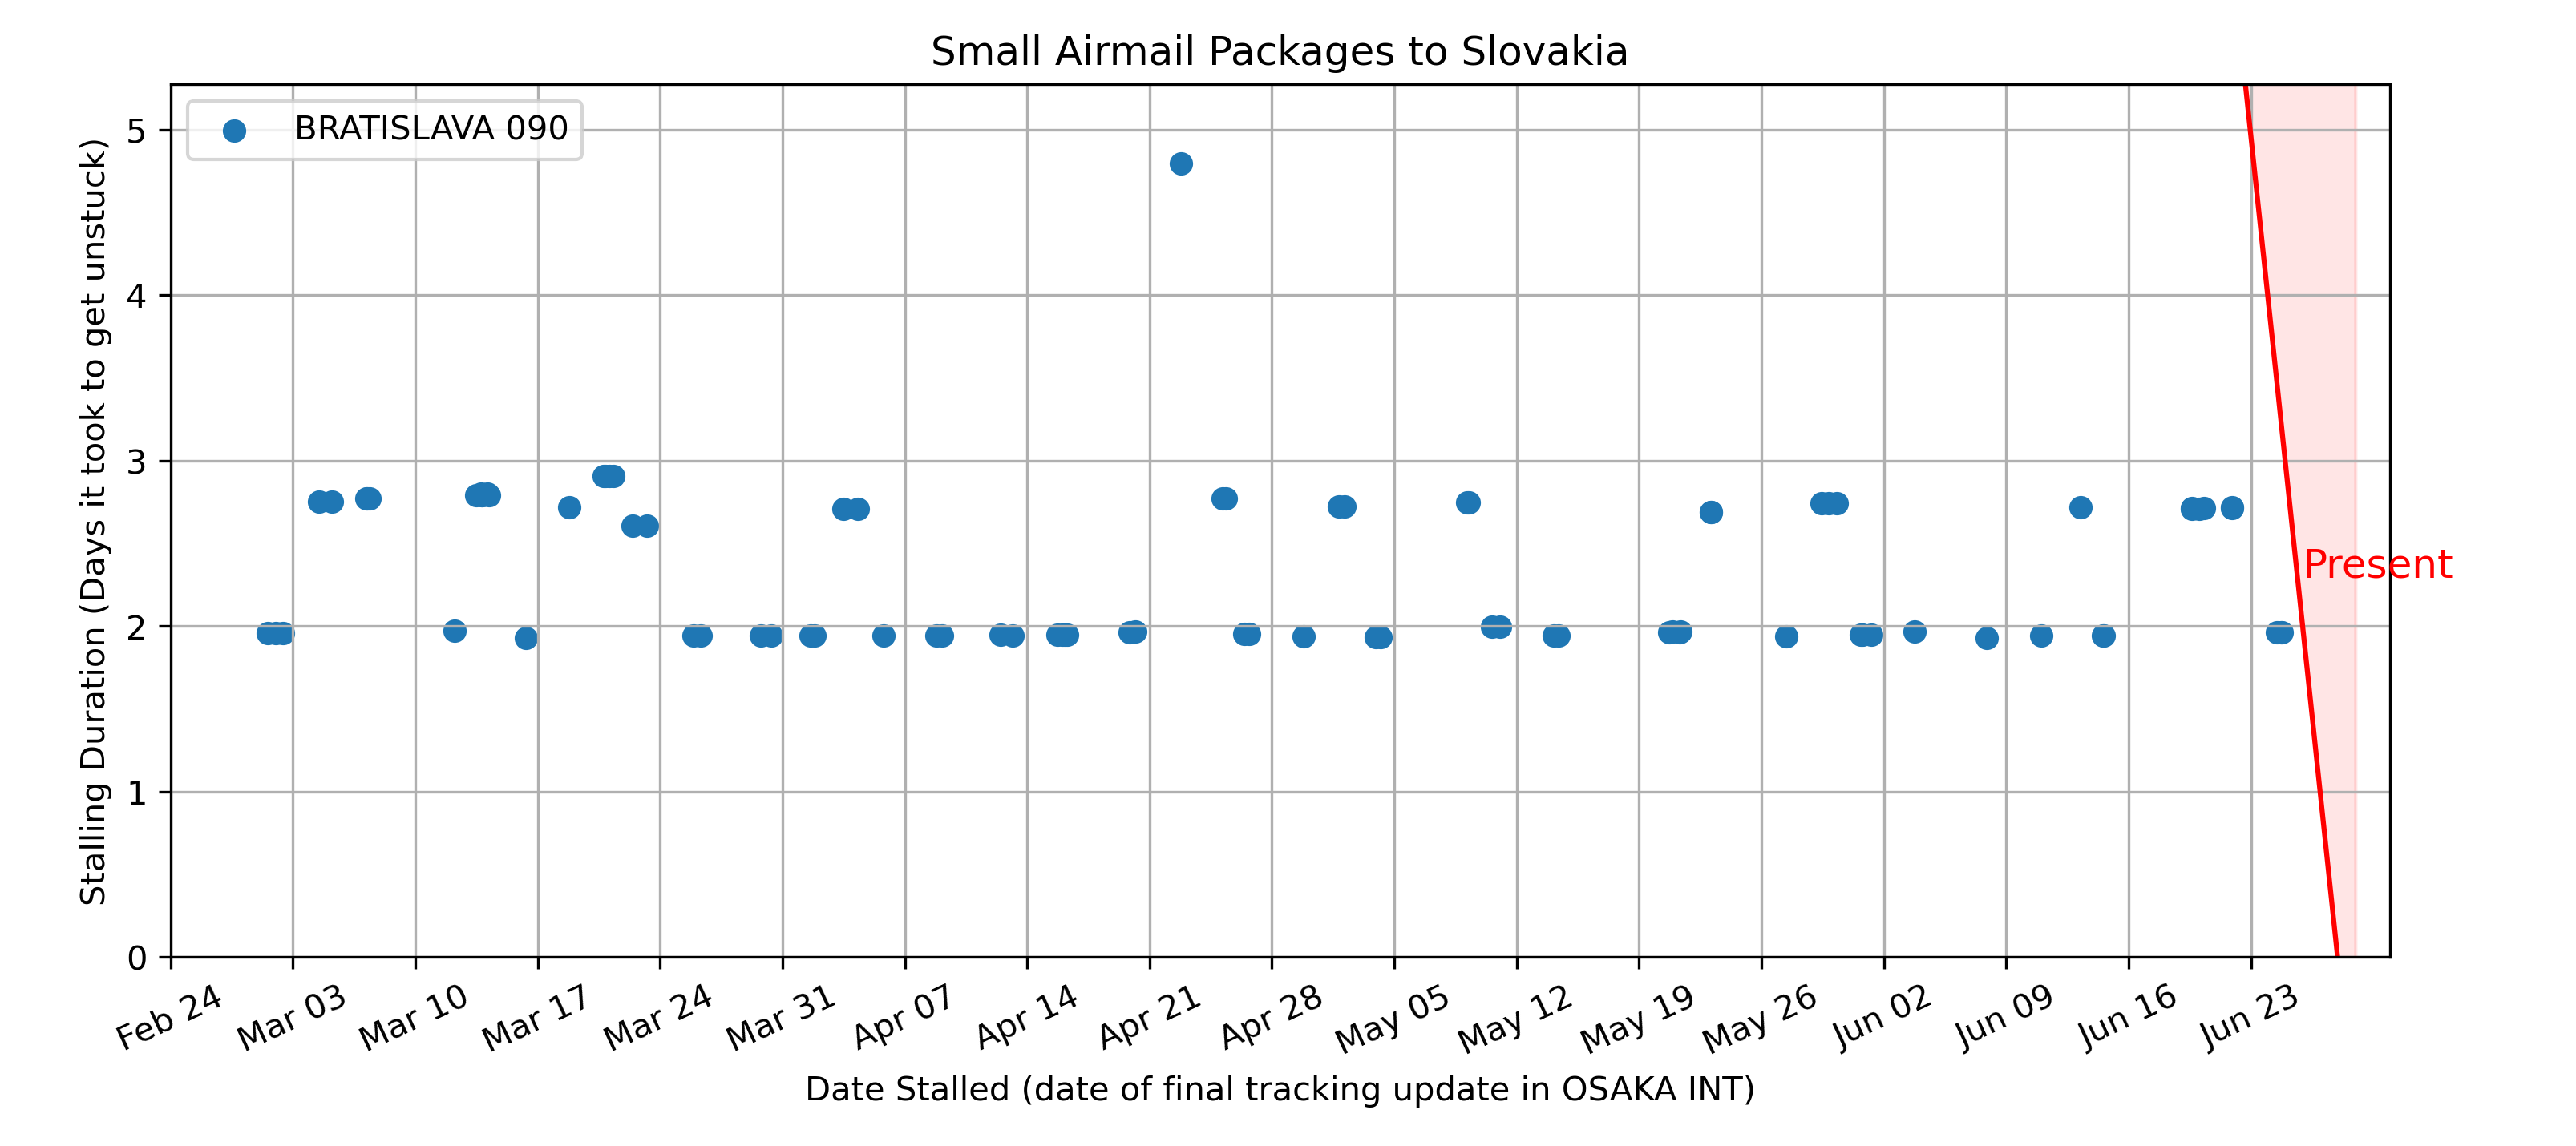 Small Airmail Packages to Slovakia
BRATISLAVA 090
Stalling Duration (Days it took to get unstuck)
5
4
3
2
1
0
Present
Feb 24
Mar 03
Mar 10
Mar 17
Mar 24
Mar 31
Apr 07
Apr 14
Apr 21
Apr 28
May 05
May 12
May 19
May 26
Jun 02
Jun 09
Jun 16
Jun 23
Date Stalled (date of final tracking update in OSAKA INT)